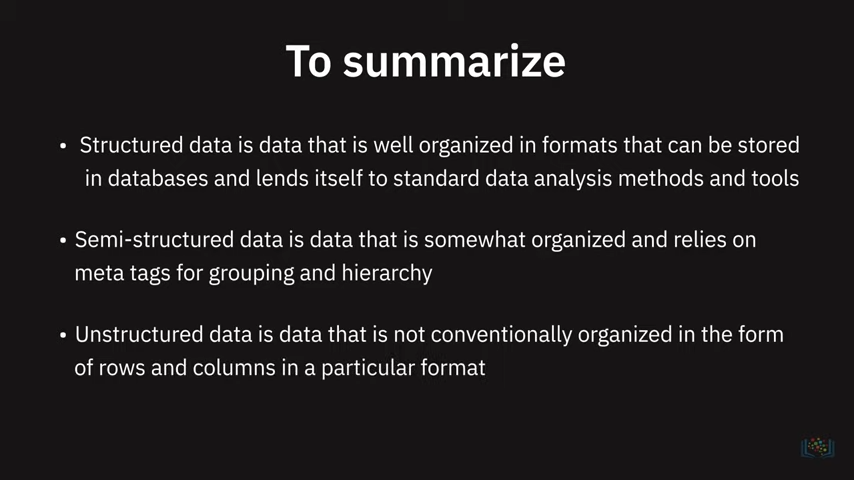 To summarize
• Structured data is data that is well organized in formats that can be stored
in databases and lends itself to standard data analysis methods and tools
• Semi-structured data is data that is somewhat organized and relies on
meta tags for grouping and hierarchy
• Unstructured data is data that is not conventionally organized in the form
of rows and columns in a particular format